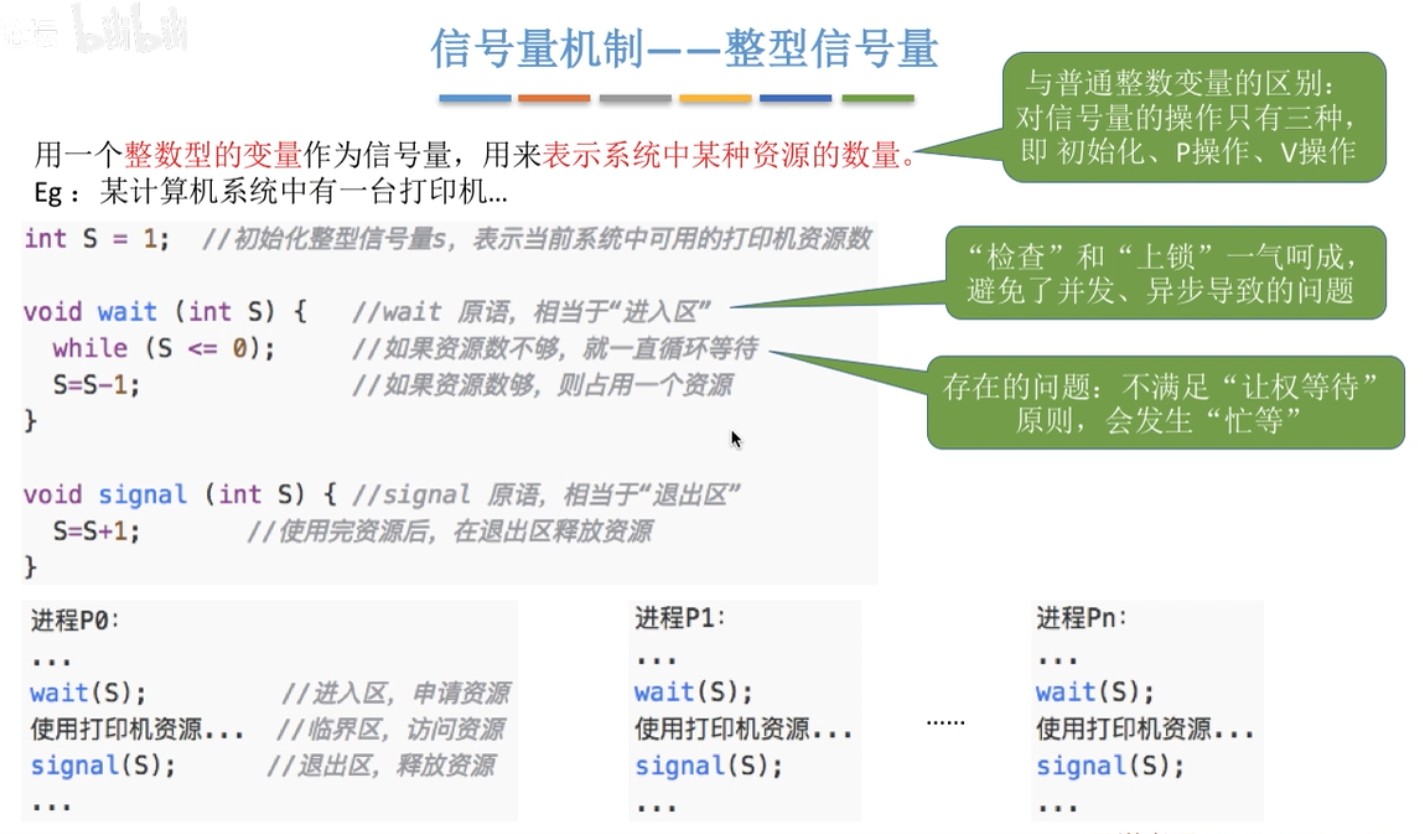 论坛 bilibili
信号量机制——整型信号量
与普通整数变量的区别：
对信号量的操作只有三种，
即 初始化、P操作、V操作
用一个整数型的变量作为信号量，用来表示系统中某种资源的数量。
Eg ：某计算机系统中有一台打印机…
int S = 1;  //初始化整型信号量s，表示当前系统中可用的打印机资源数
“检查”和“上锁”一气呵成，
避免了并发、异步导致的问题
void wait (int S) {   //wait 原语，相当于“进入区”
while (S <= 0);      //如果资源数不够，就一直循环等待
S=S-1;               //如果资源数够，则占用一个资源
}
存在的问题：不满足“让权等待”
原则，会发生“忙等”
void signal (int S) { //signal 原语，相当于“退出区”
S=S+1;        //使用完资源后，在退出区释放资源
}
进程P0：
...
wait(S);         //进入区，申请资源
使用打印机资源...  //临界区，访问资源
signal(S);      //退出区，释放资源
...
进程P1：
...
wait(S);
使用打印机资源...
signal(S);
...
……
进程Pn：
...
wait(S);
使用打印机资源...
signal(S);
...